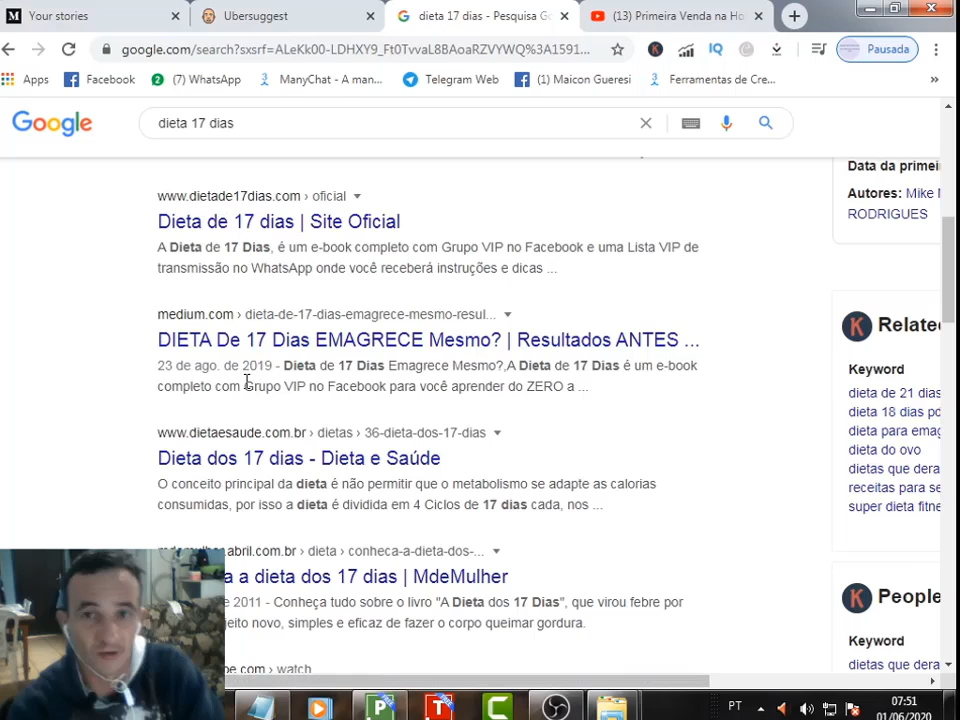 Your stories
Ubersuggest
dieta 17 dias - Pesquisa Go
(13) Primeira Venda na Ho
google.com/search?sxsrf=ALeKk00-LDHXY9_Ft0TvvaL8BAoaRZVYWQ%3A1591...
Pausada
Apps
Facebook
(7) WhatsApp
ManyChat - A man...
Telegram Web
(1) Maicon Gueresi
Ferramentas de Cre...
Google
dieta 17 dias
www.dietade17dias.com › oficial
Dieta de 17 dias | Site Oficial
A Dieta de 17 Dias, é um e-book completo com Grupo VIP no Facebook e uma Lista VIP de
transmissão no WhatsApp onde você receberá instruções e dicas ...
medium.com › dieta-de-17-dias-emagrece-mesmo-resul...
DIETA De 17 Dias EMAGRECE Mesmo? | Resultados ANTES ...
23 de ago. de 2019 - Dieta de 17 Dias Emagrece Mesmo?,A Dieta de 17 Dias é um e-book
completo com Grupo VIP no Facebook para você aprender do ZERO a ...
www.dietaesaude.com.br › dietas › 36-dieta-dos-17-dias
Dieta dos 17 dias - Dieta e Saúde
O conceito principal da dieta é não permitir que o metabolismo se adapte as calorias
consumidas, por isso a dieta é dividida em 4 Ciclos de 17 dias cada, nos ...
abril.com.br › dieta › conheca-a-dieta-dos-...
a dieta dos 17 dias | MdeMulher
de 2011 - Conheça tudo sobre o livro "A Dieta dos 17 Dias", que virou febre por
jeito novo, simples e eficaz de fazer o corpo queimar gordura.
› watch
Data da primei
Autores: Mike M
RODRIGUES
Relate
Keyword
dieta de 21 dias
dieta 18 dias po
dieta para emag
dieta do ovo
dietas que dera
receitas para se
super dieta fitne
People
Keyword
dietas que dera
PT
07:51
01/06/2020